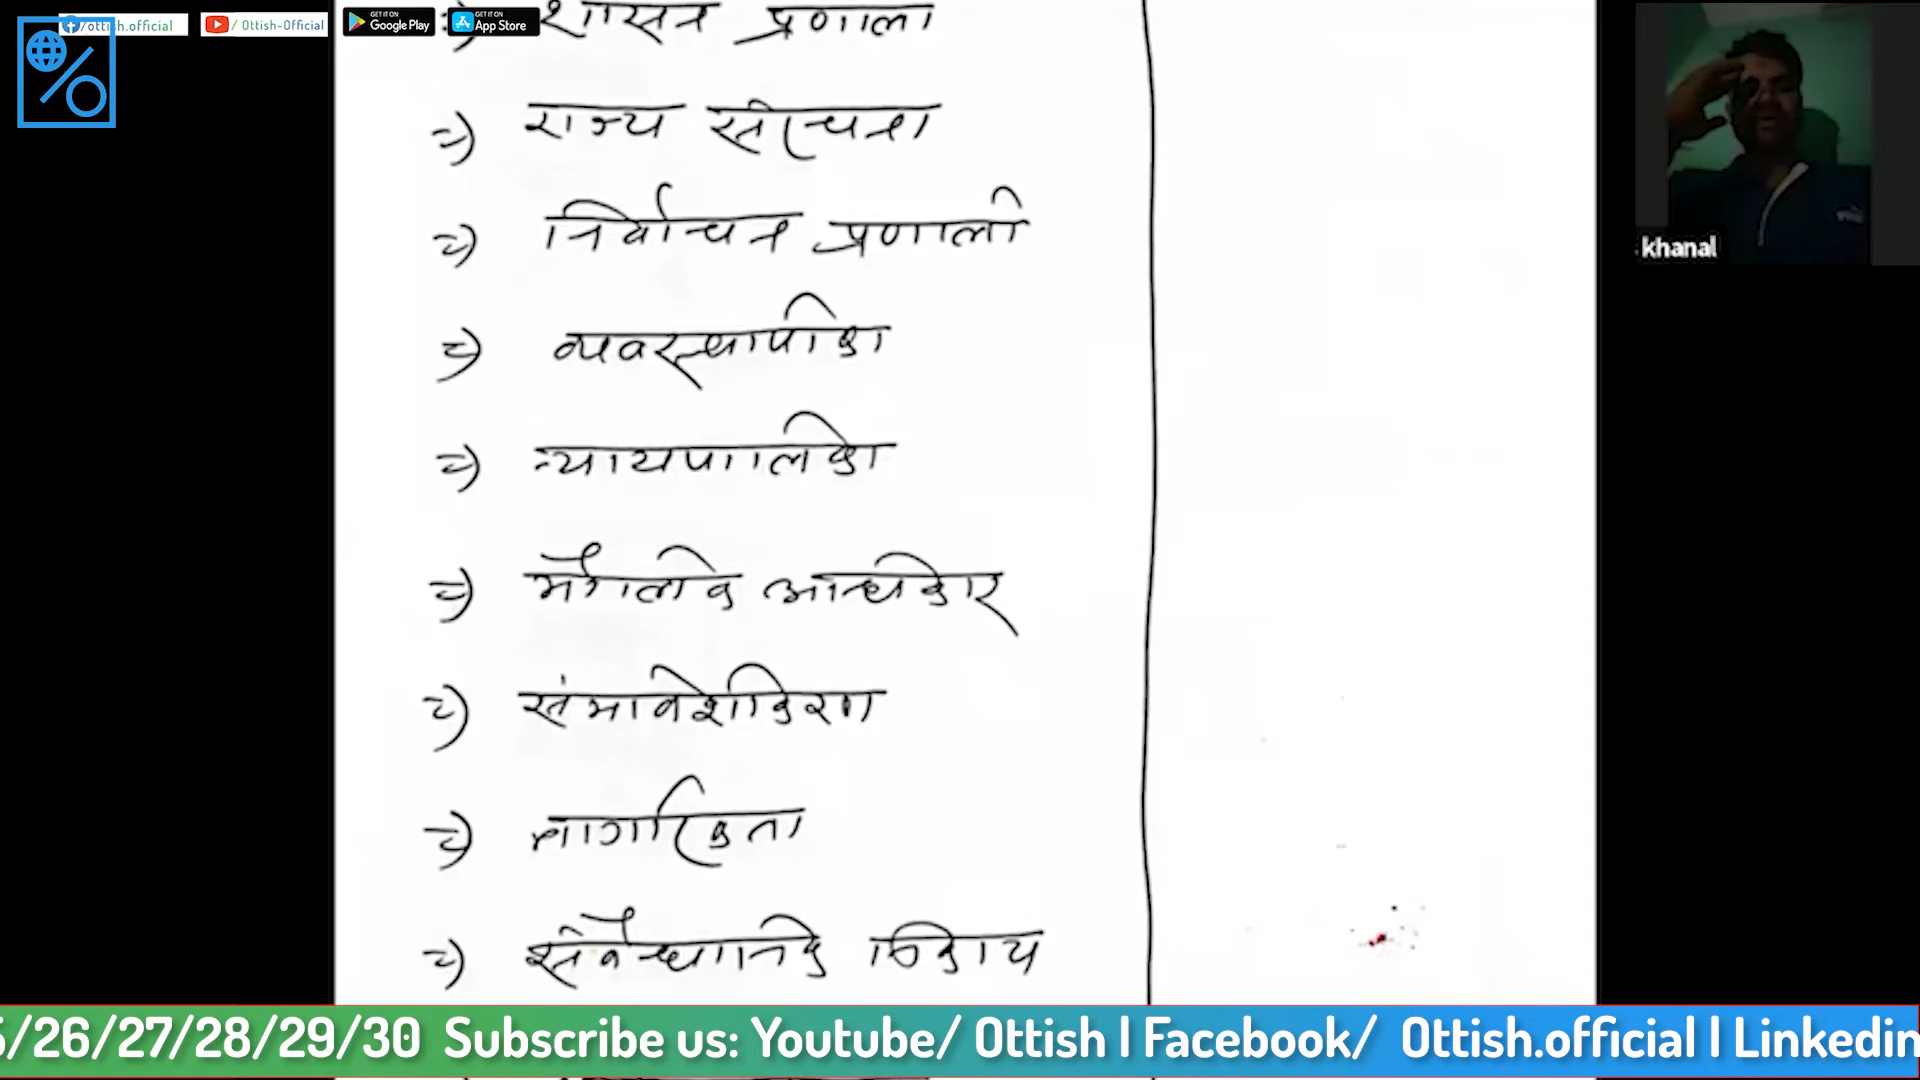 /ottish.official / Ottish-Official GET IT ON Google Play GET IT ON App Store
शासन प्रणाली
=) राज्य संरचना
=) निर्वाचन प्रणाली
=) व्यवस्थापिका
=) न्यायपालिका
=) मौलिक अधिकार
=) समावेशीकरण
=) नागरिकता
=) संवैधानिक निकाय
khanal
/26/27/28/29/30 Subscribe us: Youtube/ Ottish l Facebook/ Ottish.official l Linkedin